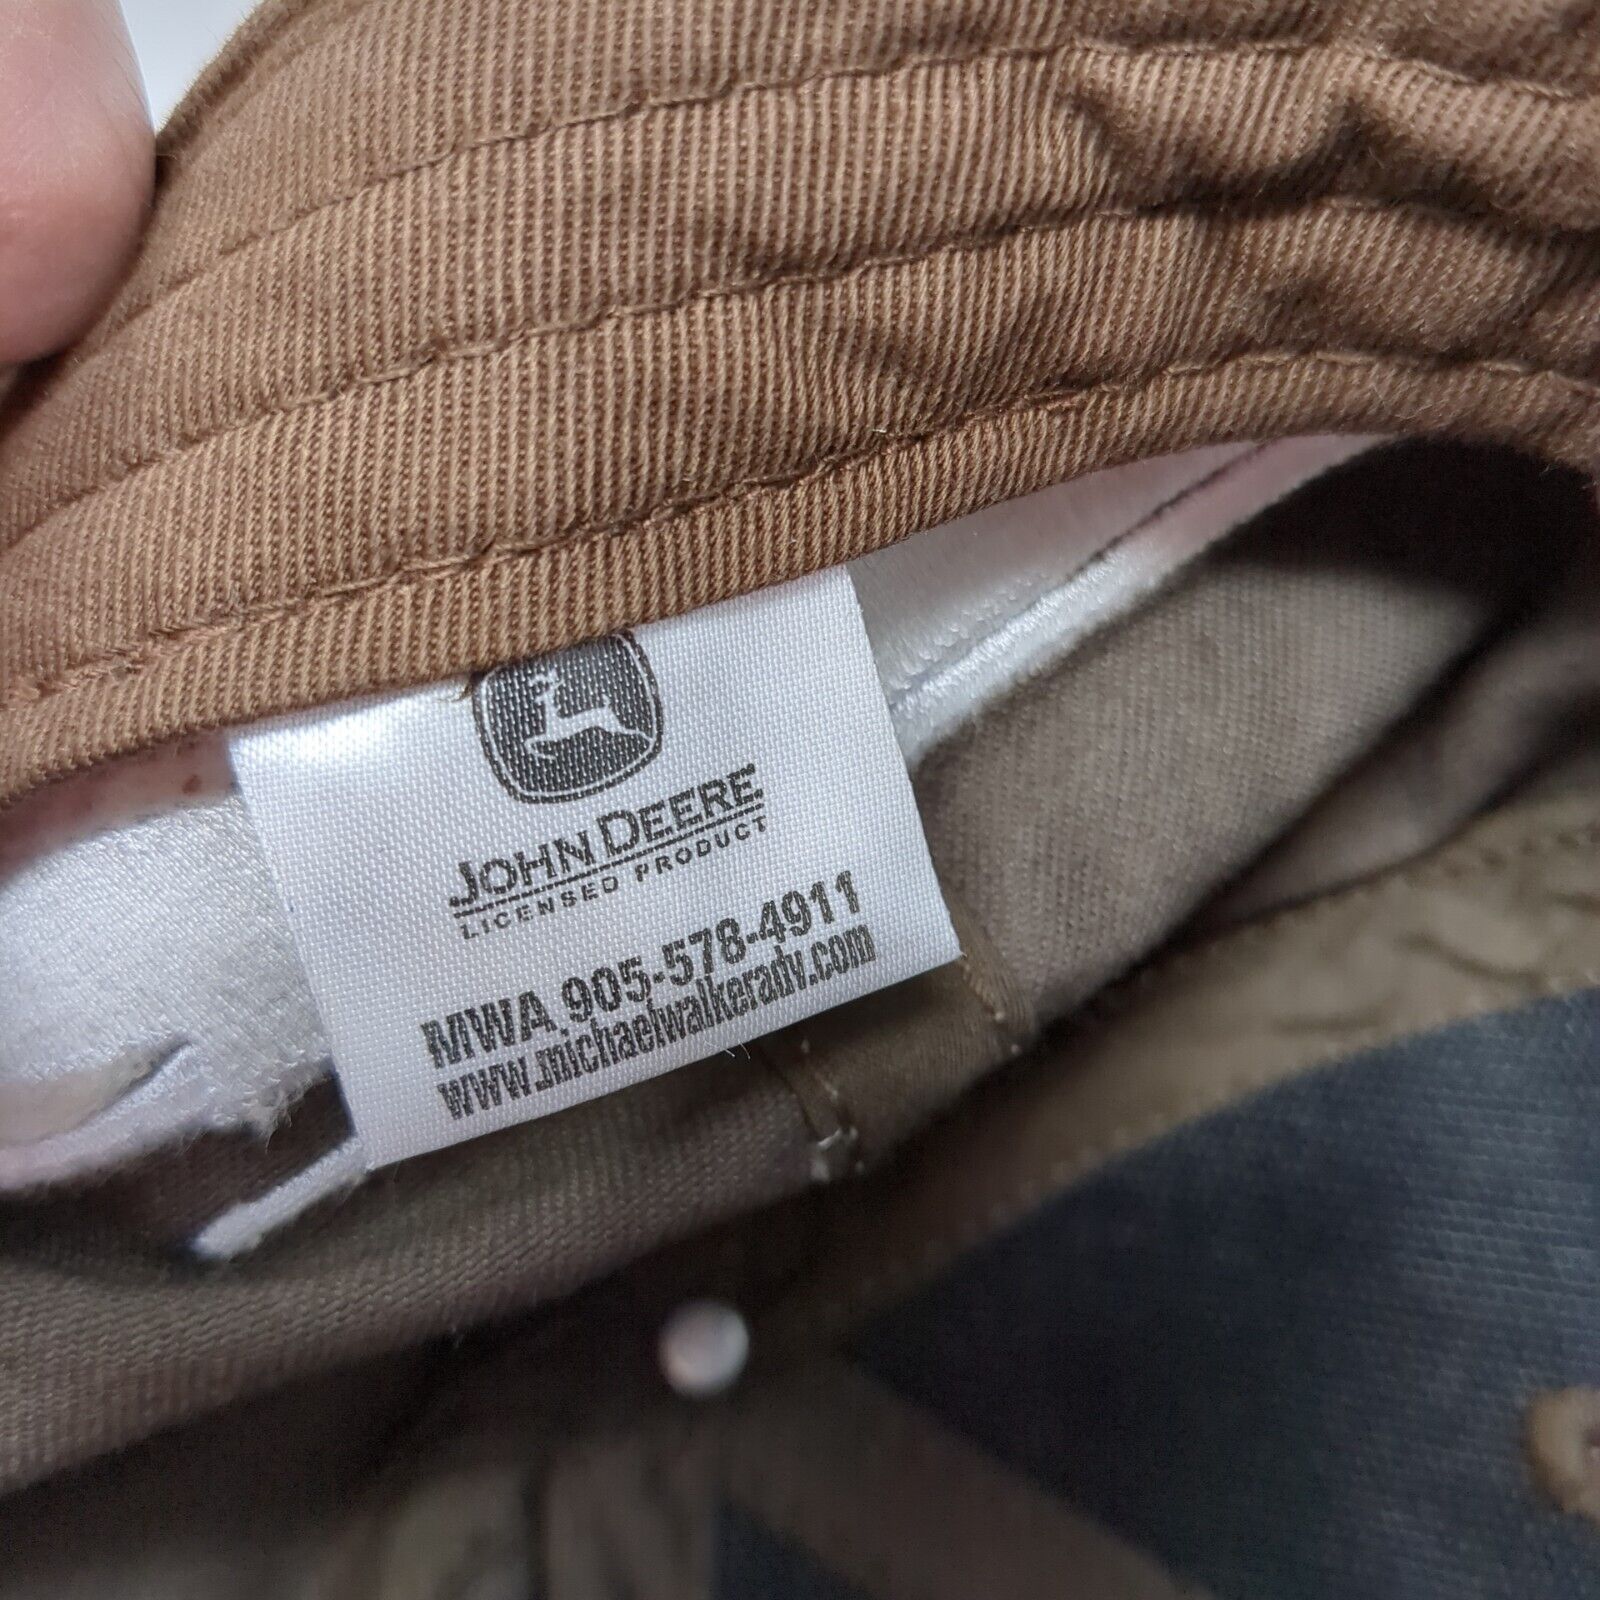 JOHN DEERE
LICENSED PRODUCT
MWA.905-578-4911
www.michaelwalkeradv.com